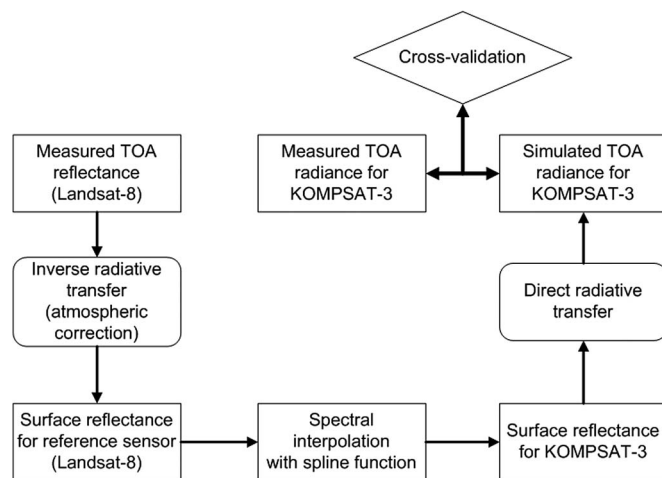 Cross-validation
Measured TOA
reflectance
(Landsat-8)
Measured TOA
radiance for
KOMPSAT-3
Simulated TOA
radiance for
KOMPSAT-3
Inverse radiative
transfer
(atmospheric
correction)
Direct radiative
transfer
Surface reflectance
for reference sensor
(Landsat-8)
Spectral
interpolation
with spline function
Surface reflectance
for KOMPSAT-3